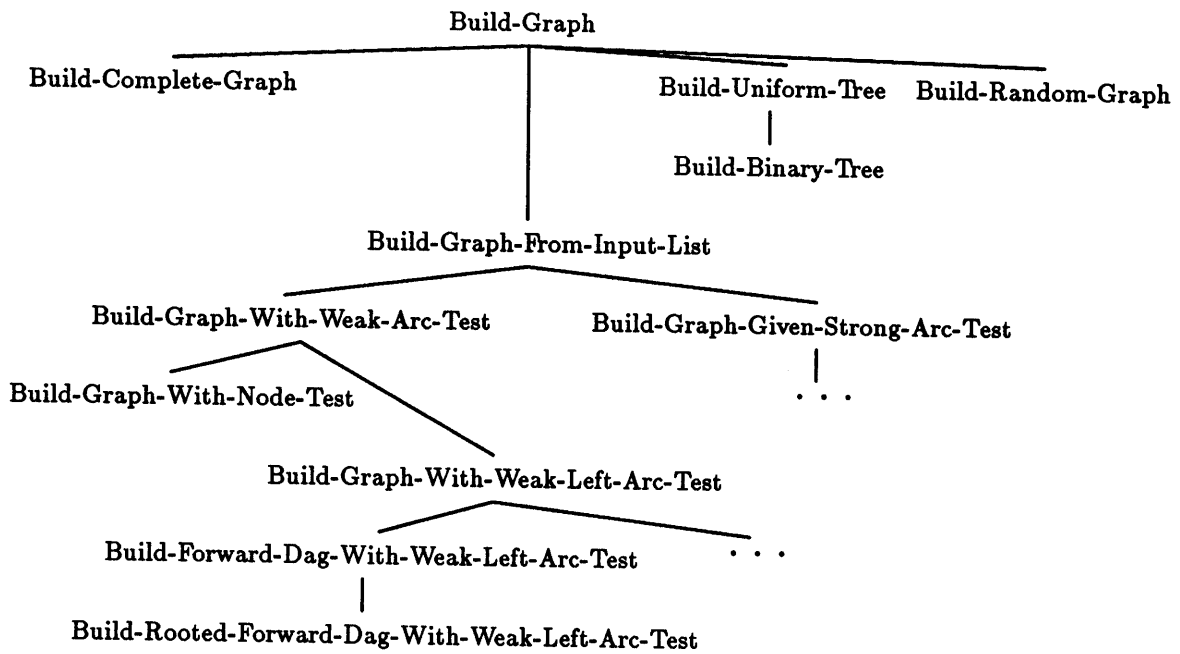 Build-Graph
Build-Complete-Graph
Build-Uniform-Tree
Build-Random-Graph
Build-Binary-Tree
Build-Graph-From-Input-List
Build-Graph-With-Weak-Arc-Test
Build-Graph-Given-Strong-Arc-Test
Build-Graph-With-Node-Test
. . .
Build-Graph-With-Weak-Left-Arc-Test
Build-Forward-Dag-With-Weak-Left-Arc-Test
. . .
Build-Rooted-Forward-Dag-With-Weak-Left-Arc-Test